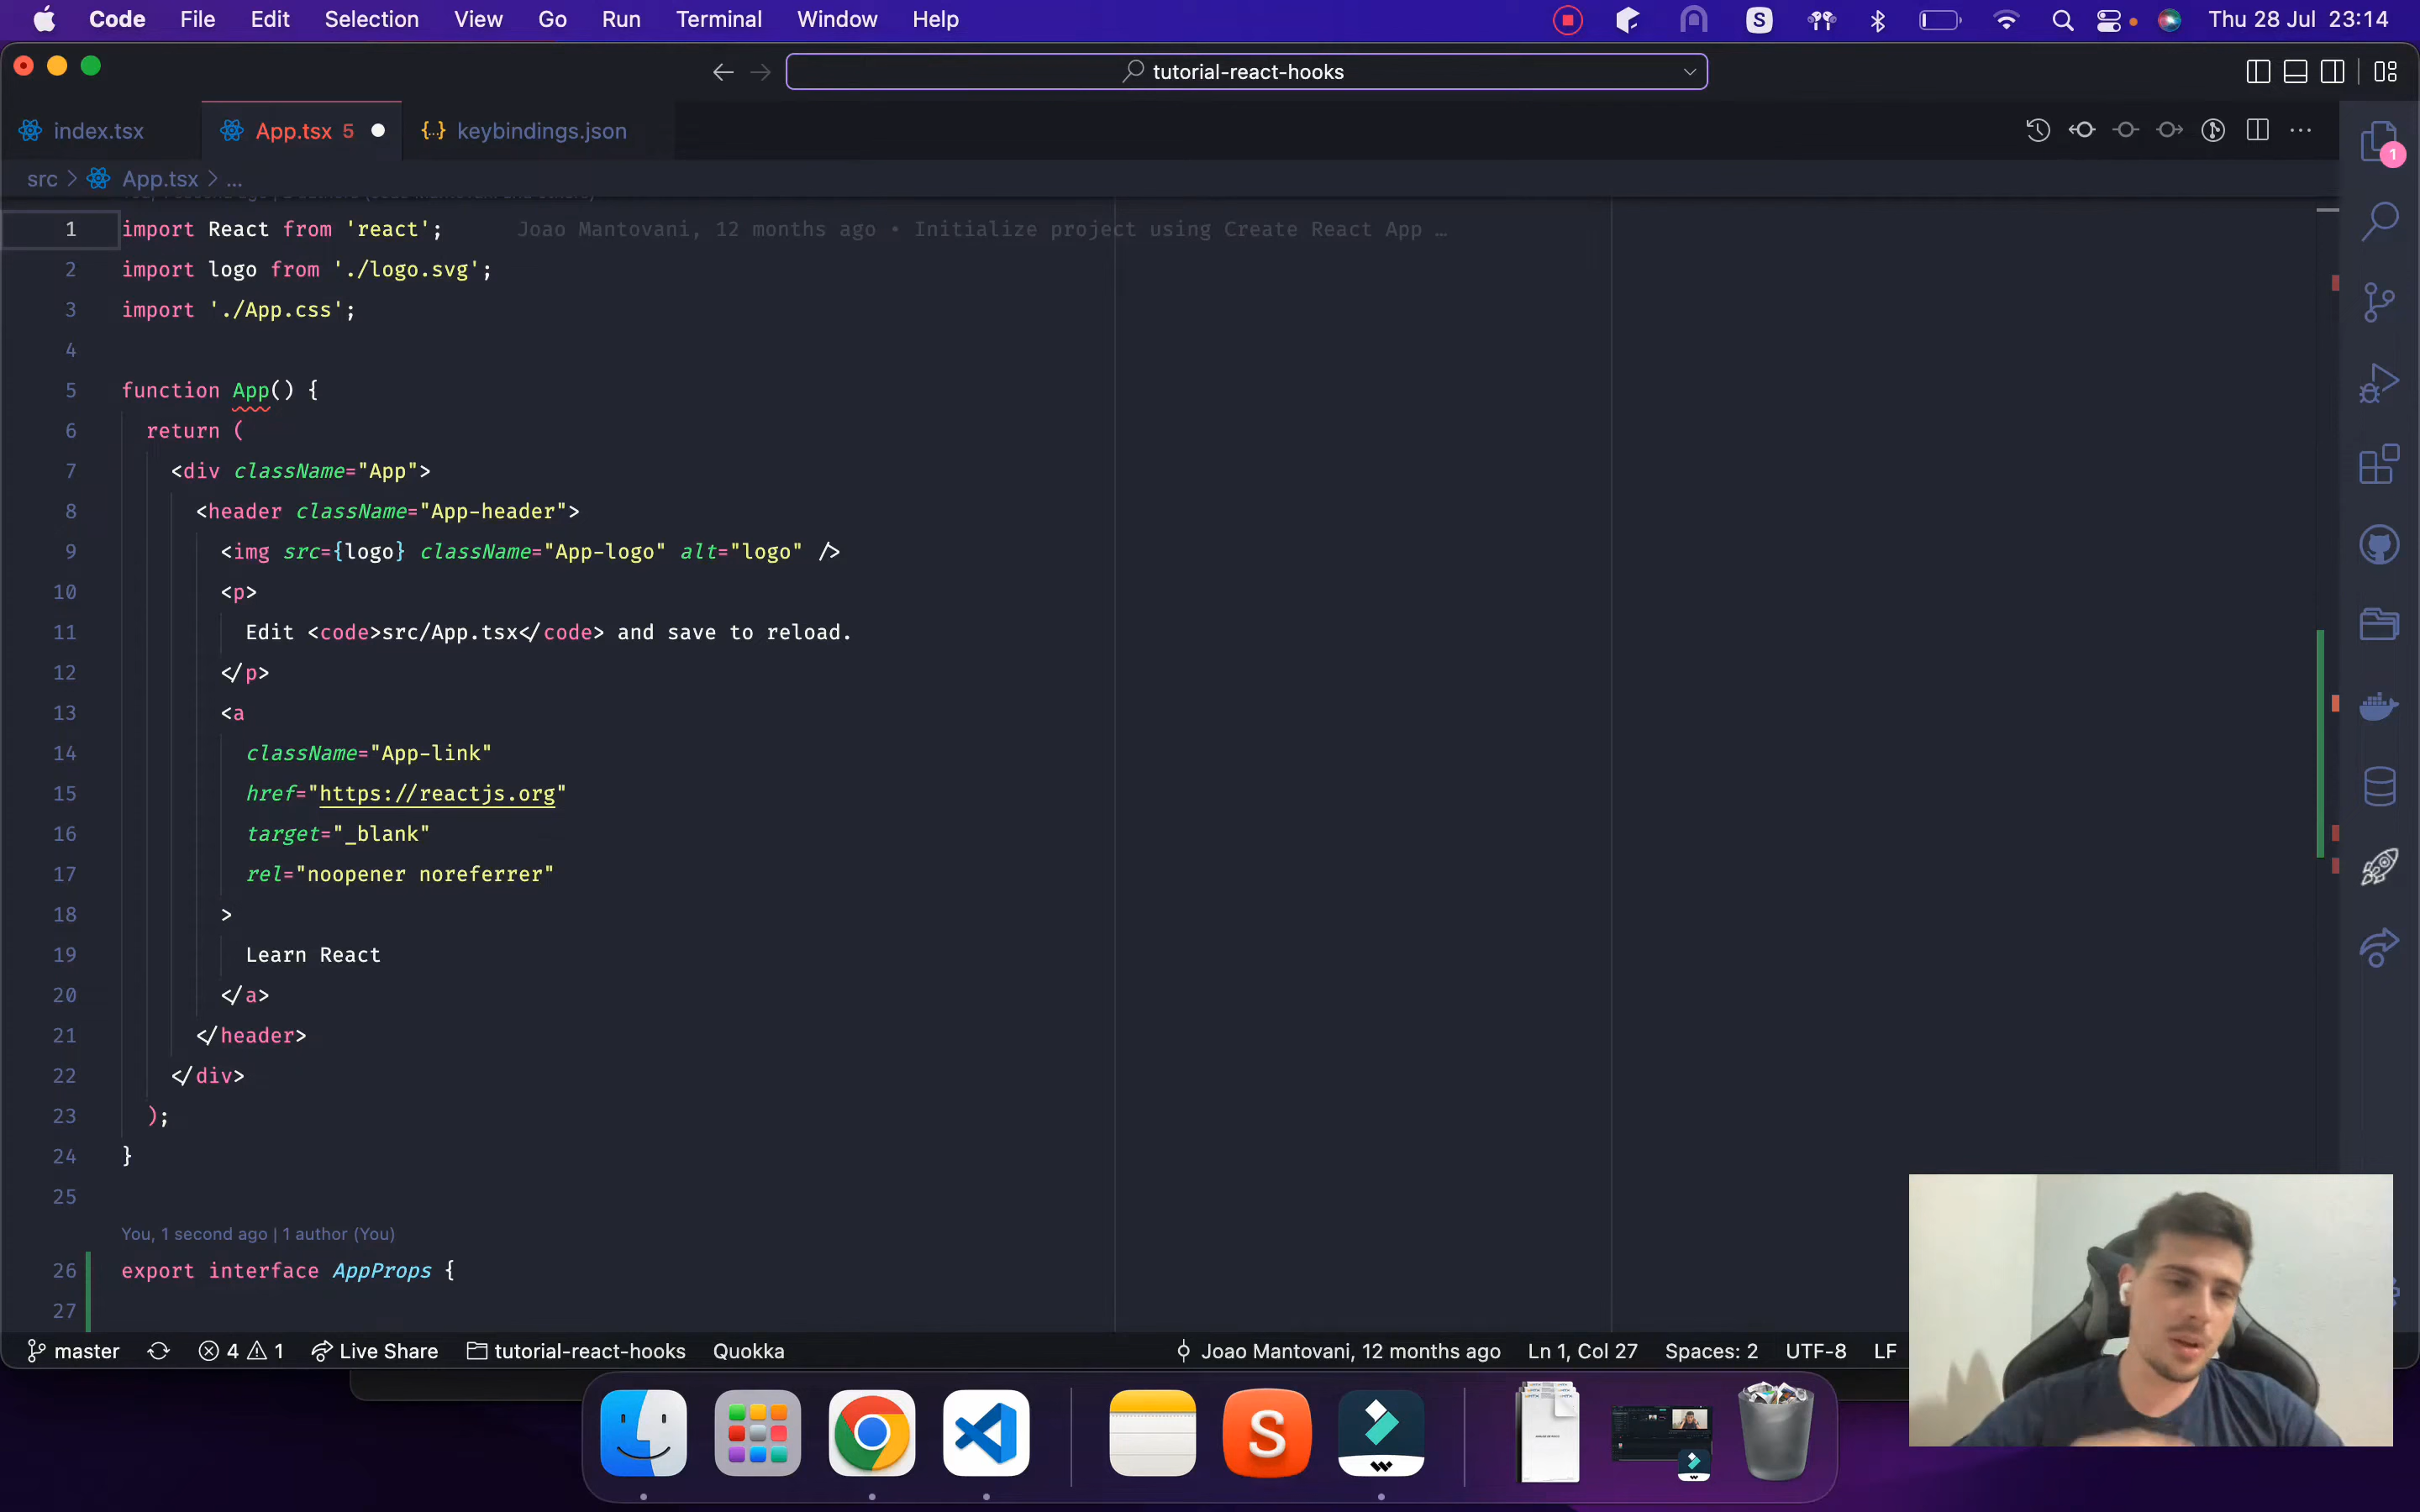 Code File Edit Selection View Go Run Terminal Window Help S Thu 28 Jul 23:14
tutorial-react-hooks
index.tsx App.tsx 5 {..} keybindings.json
1
src > App.tsx > ...
1 import React from 'react'; Joao Mantovani, 12 months ago • Initialize project using Create React App …
2 import logo from './logo.svg';
3 import './App.css';
4
5 function App() {
6 return (
7 <div className="App">
8 <header className="App-header">
9 <img src={logo} className="App-logo" alt="logo" />
10 <p>
11 Edit <code>src/App.tsx</code> and save to reload.
12 </p>
13 <a
14 className="App-link"
15 href="https://reactjs.org"
16 target="_blank"
17 rel="noopener noreferrer"
18 >
19 Learn React
20 </a>
21 </header>
22 </div>
23 );
24 }
25
You, 1 second ago | 1 author (You)
26 export interface AppProps {
27
master 4 1 Live Share tutorial-react-hooks Quokka Joao Mantovani, 12 months ago Ln 1, Col 27 Spaces: 2 UTF-8 LF
S